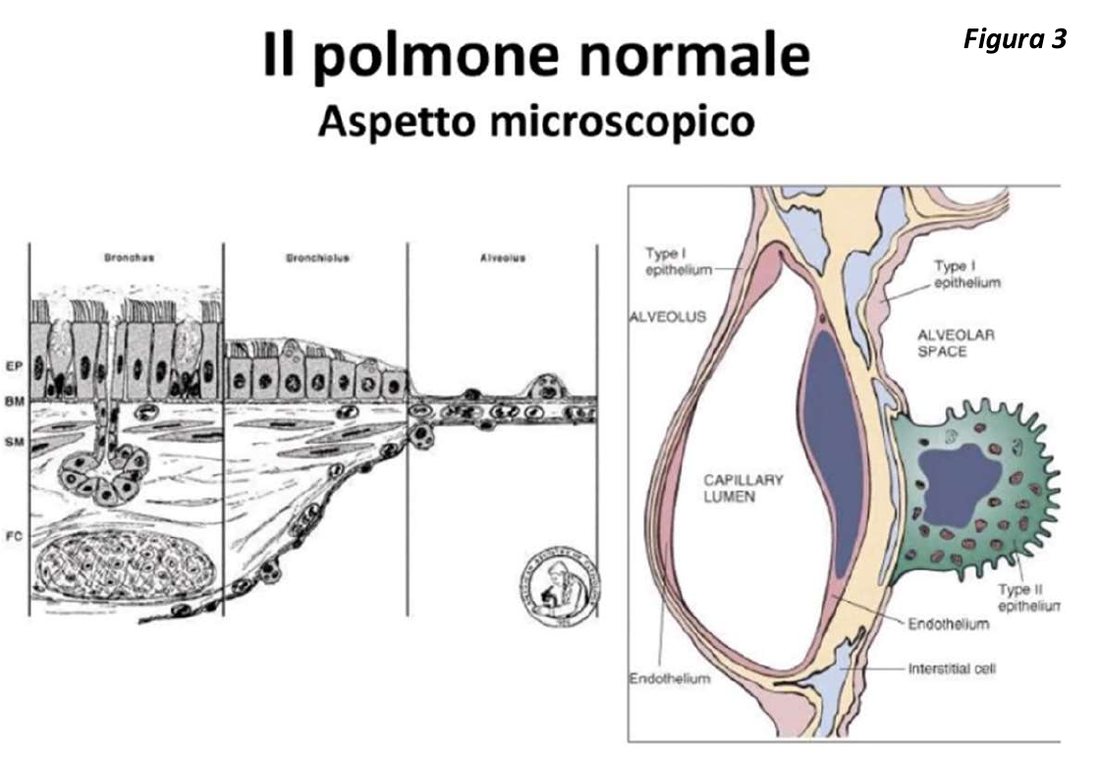 Il polmone normale
Figura 3
Aspetto microscopico
Bronchus
Bronchiolus
Alveolus
EP
BM
SM
FC
Type I
epithelium
ALVEOLUS
Type I
epithelium
ALVEOLAR
SPACE
CAPILLARY
LUMEN
Type II
epithelium
Endothelium
Interstitial cell
Endothelium